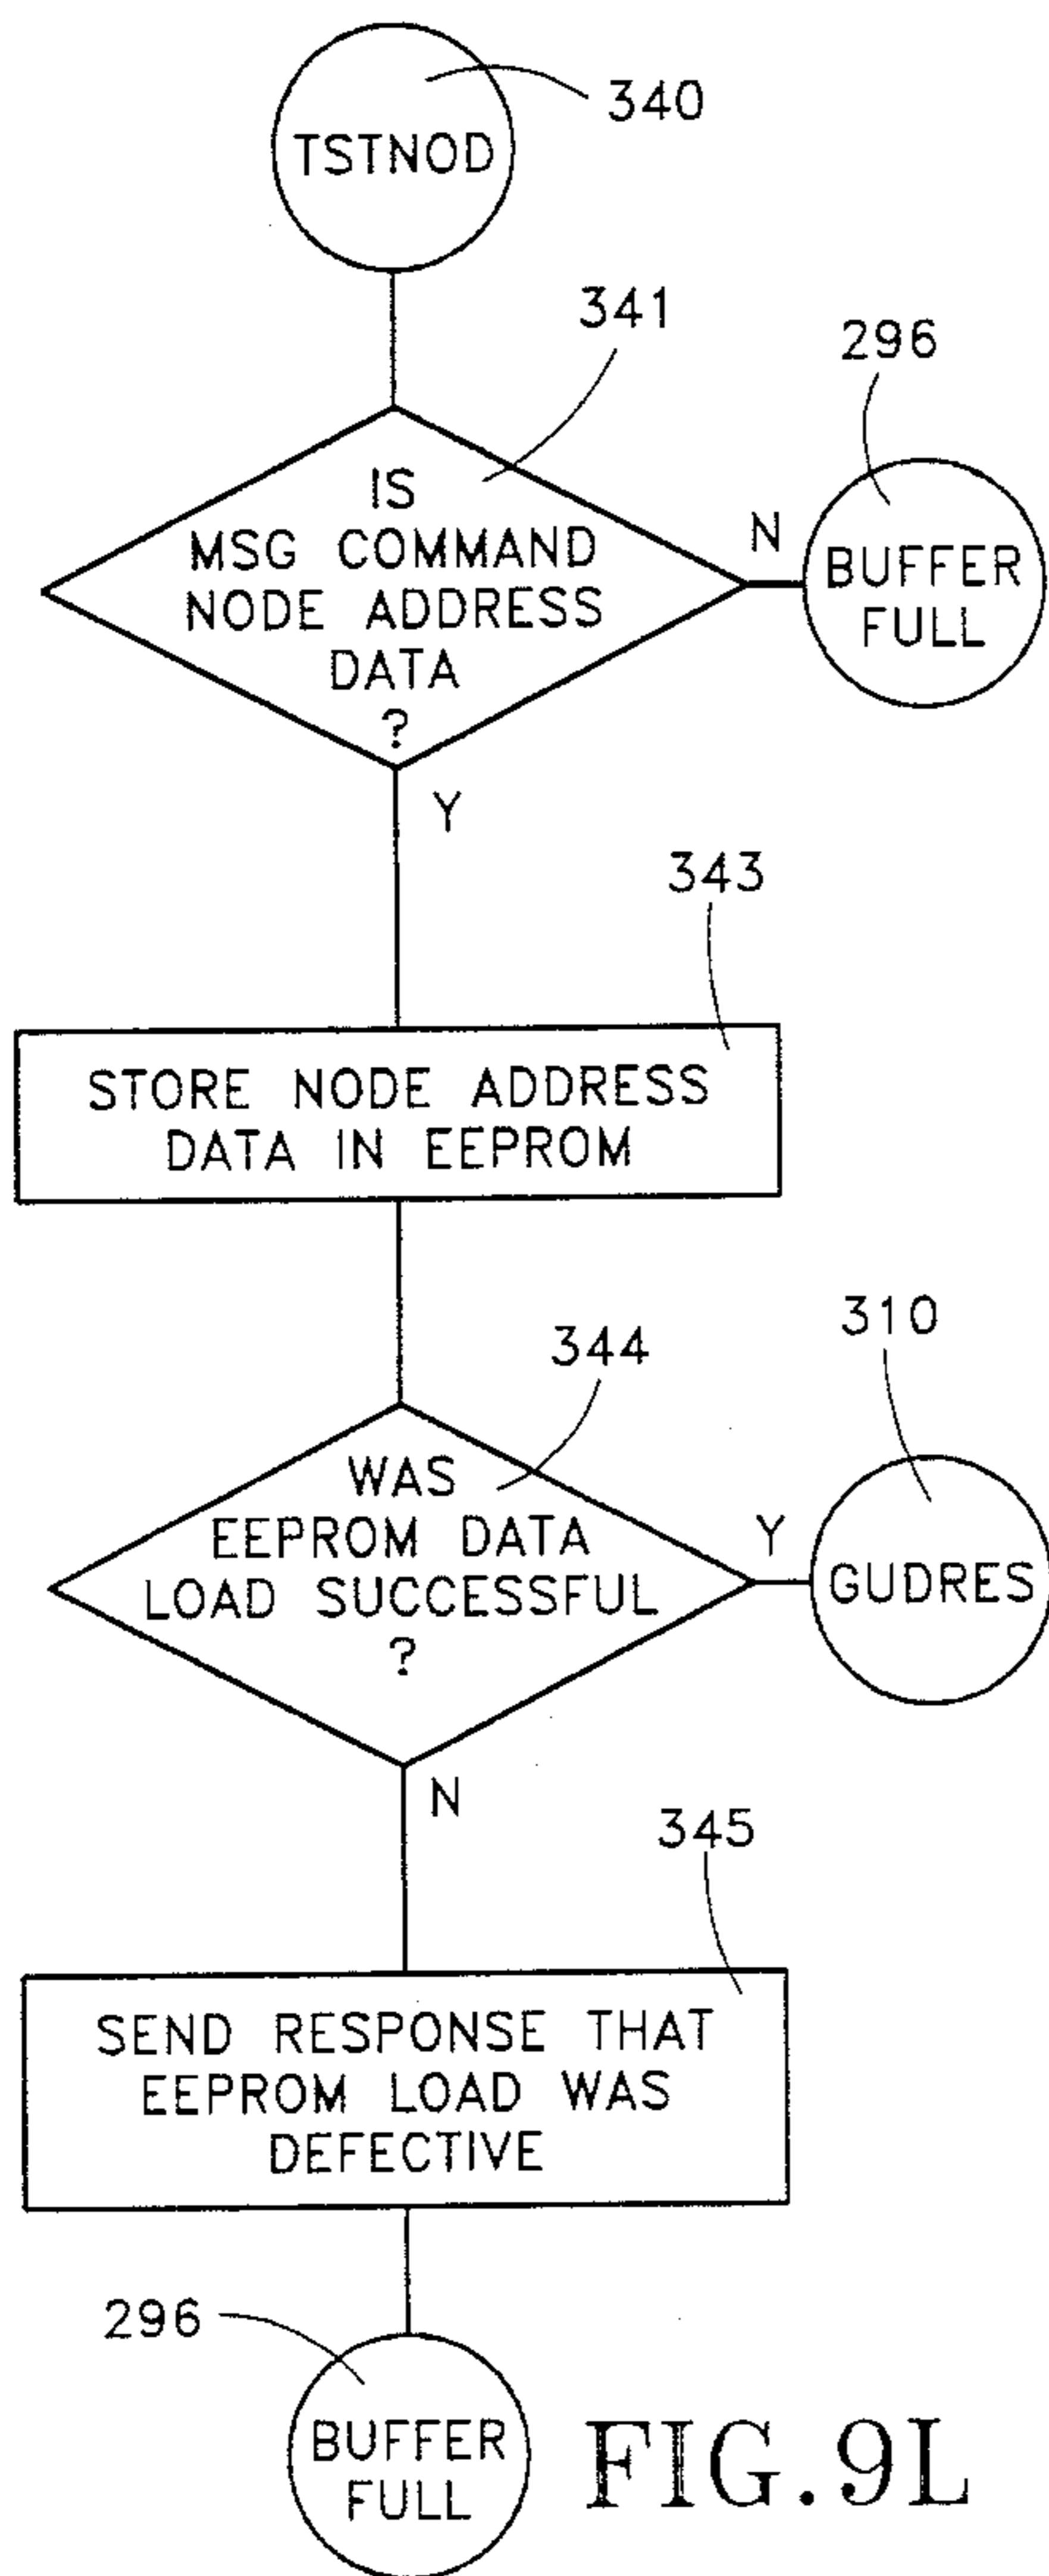 340
TSTNOD
341
296
IS
MSG COMMAND
NODE ADDRESS
DATA
?
N
BUFFER
FULL
Y
343
STORE NODE ADDRESS
DATA IN EEPROM
344
310
WAS
EEPROM DATA
LOAD SUCCESSFUL
?
Y
GUDRES
N
345
SEND RESPONSE THAT
EEPROM LOAD WAS
DEFECTIVE
296
BUFFER
FULL
FIG.9L